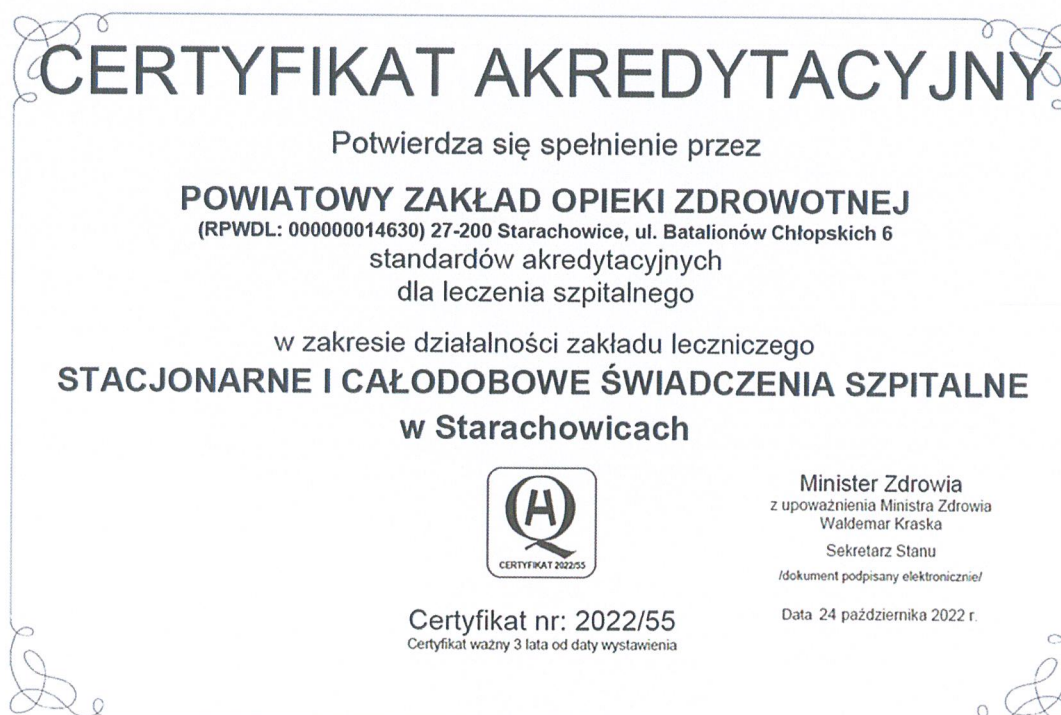 CERTYFIKAT AKREDYTACYJNY
Potwierdza się spełnienie przez
POWIATOWY ZAKŁAD OPIEKI ZDROWOTNEJ
(RPWDL: 000000014630) 27-200 Starachowice, ul. Batalionów Chłopskich 6
standardów akredytacyjnych
dla leczenia szpitalnego
w zakresie działalności zakładu leczniczego
STACJONARNE I CAŁODOBOWE ŚWIADCZENIA SZPITALNE
w Starachowicach
H
Q
CERTYFIKAT 2022/55
Certyfikat nr: 2022/55
Certyfikat ważny 3 lata od daty wystawienia
Minister Zdrowia
z upoważnienia Ministra Zdrowia
Waldemar Kraska
Sekretarz Stanu
/dokument podpisany elektronicznie/
Data 24 października 2022 r.